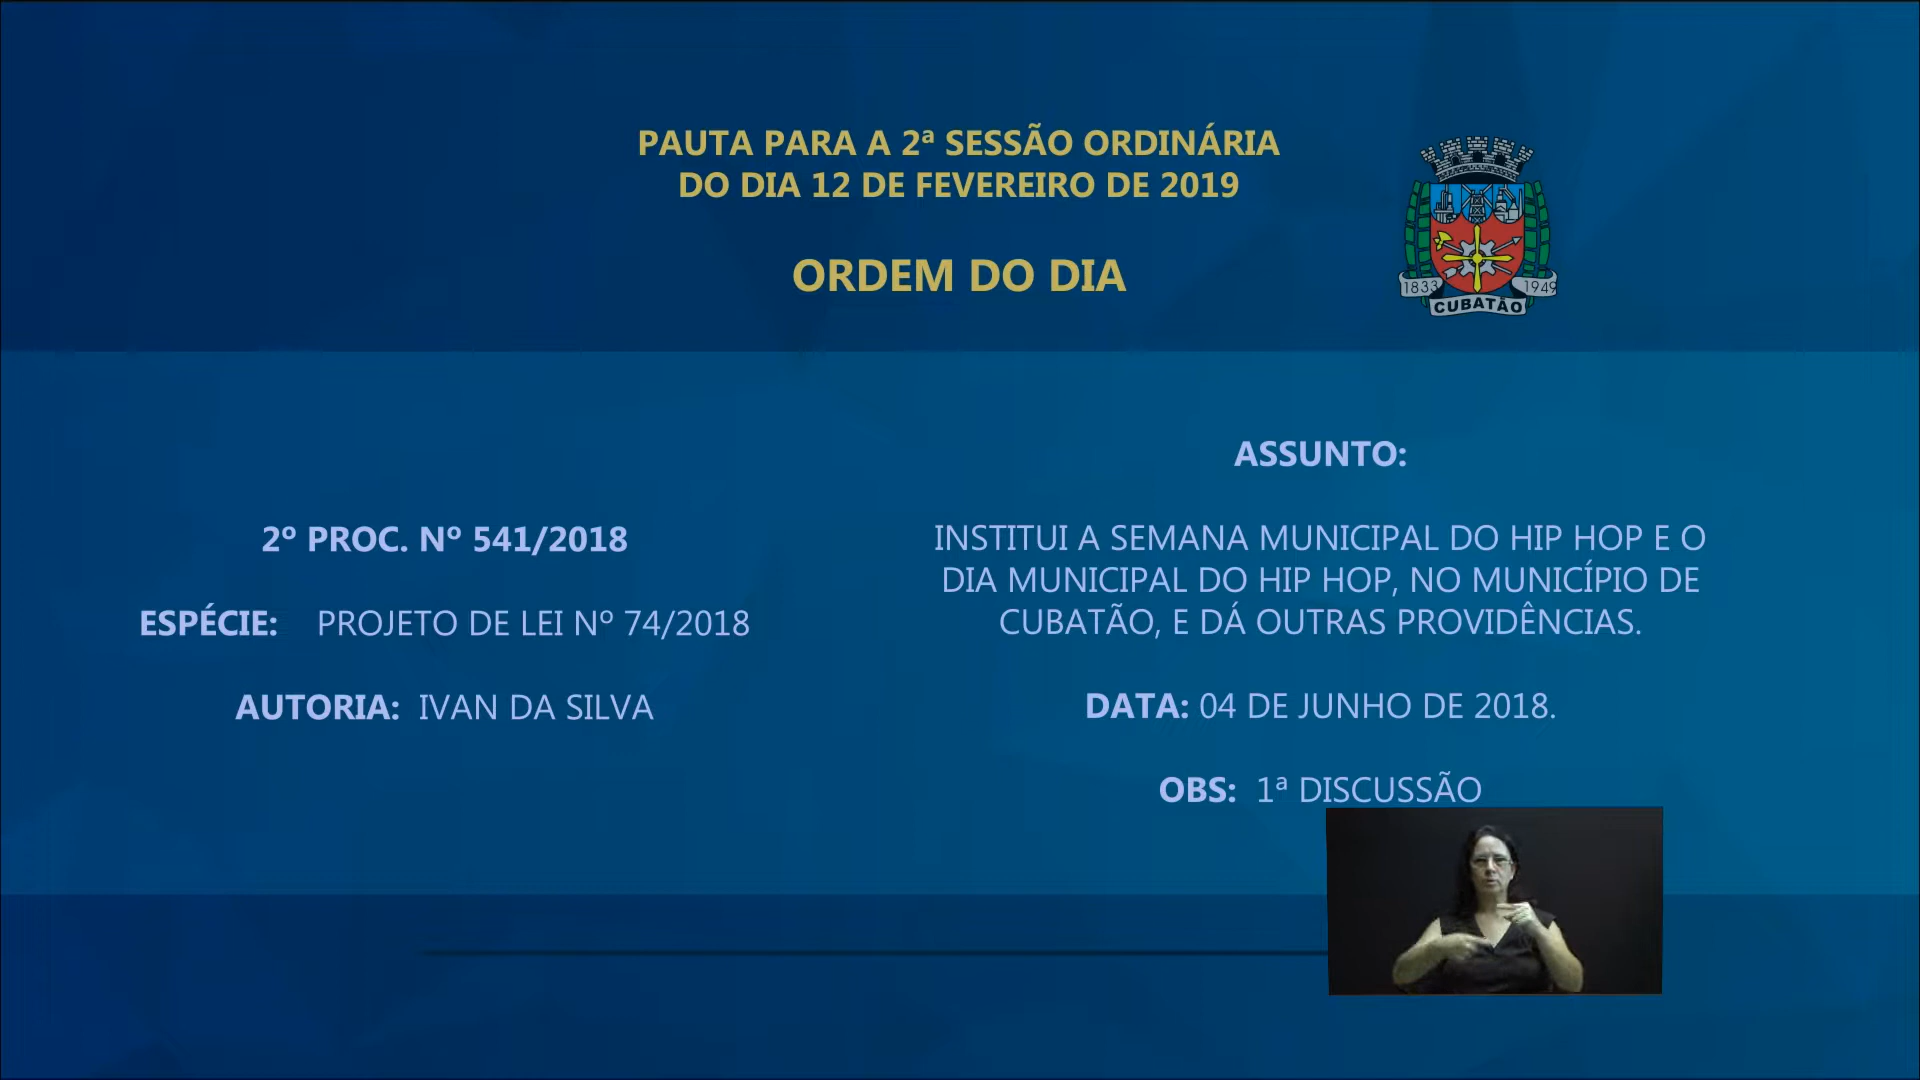 PAUTA PARA A 2ª SESSÃO ORDINÁRIA
DO DIA 12 DE FEVEREIRO DE 2019
ORDEM DO DIA
1833 1949
CUBATÃO
2º PROC. Nº 541/2018
ESPÉCIE: PROJETO DE LEI Nº 74/2018
AUTORIA: IVAN DA SILVA
ASSUNTO:
INSTITUI A SEMANA MUNICIPAL DO HIP HOP E O
DIA MUNICIPAL DO HIP HOP, NO MUNICÍPIO DE
CUBATÃO, E DÁ OUTRAS PROVIDÊNCIAS.
DATA: 04 DE JUNHO DE 2018.
OBS: 1ª DISCUSSÃO